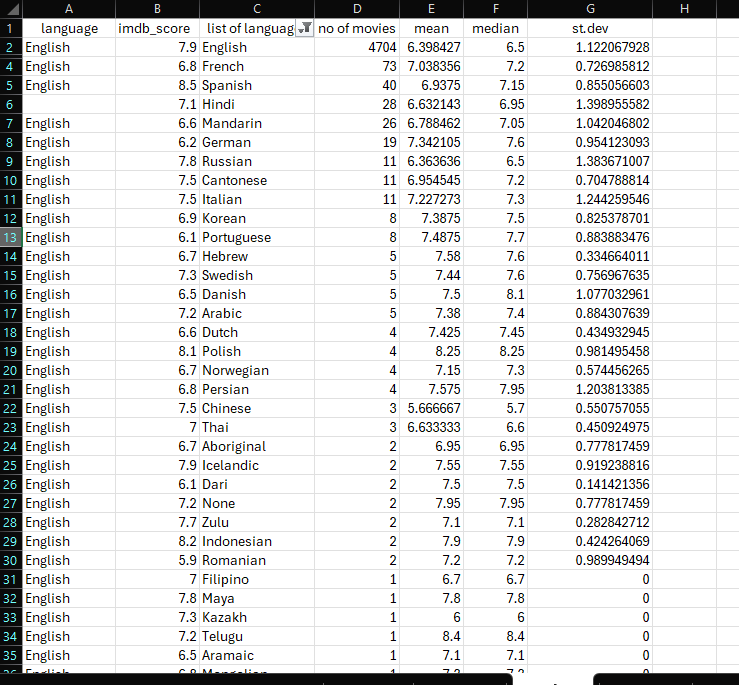 A B C D E F G H
1 language imdb_score list of languag no of movies mean median st.dev
2 English 7.9 English 4704 6.398427 6.5 1.122067928
4 English 6.8 French 73 7.038356 7.2 0.726985812
5 English 8.5 Spanish 40 6.9375 7.15 0.855056603
6 7.1 Hindi 28 6.632143 6.95 1.398955582
7 English 6.6 Mandarin 26 6.788462 7.05 1.042046802
8 English 6.2 German 19 7.342105 7.6 0.954123093
9 English 7.8 Russian 11 6.363636 6.5 1.383671007
10 English 7.5 Cantonese 11 6.954545 7.2 0.704788814
11 English 7.5 Italian 11 7.227273 7.3 1.244259546
12 English 6.9 Korean 8 7.3875 7.5 0.825378701
13 English 6.1 Portuguese 8 7.4875 7.7 0.883883476
14 English 6.7 Hebrew 5 7.58 7.6 0.334664011
15 English 7.3 Swedish 5 7.44 7.6 0.756967635
16 English 6.5 Danish 5 7.5 8.1 1.077032961
17 English 7.2 Arabic 5 7.38 7.4 0.884307639
18 English 6.6 Dutch 4 7.425 7.45 0.434932945
19 English 8.1 Polish 4 8.25 8.25 0.981495458
20 English 6.7 Norwegian 4 7.15 7.3 0.574456265
21 English 6.8 Persian 4 7.575 7.95 1.203813385
22 English 7.5 Chinese 3 5.666667 5.7 0.550757055
23 English 7 Thai 3 6.633333 6.6 0.450924975
24 English 6.7 Aboriginal 2 6.95 6.95 0.777817459
25 English 7.9 Icelandic 2 7.55 7.55 0.919238816
26 English 6.1 Dari 2 7.5 7.5 0.141421356
27 English 7.2 None 2 7.95 7.95 0.777817459
28 English 7.7 Zulu 2 7.1 7.1 0.282842712
29 English 8.2 Indonesian 2 7.9 7.9 0.424264069
30 English 5.9 Romanian 2 7.2 7.2 0.989949494
31 English 7 Filipino 1 6.7 6.7 0
32 English 7.8 Maya 1 7.8 7.8 0
33 English 7.3 Kazakh 1 6 6 0
34 English 7.2 Telugu 1 8.4 8.4 0
35 English 6.5 Aramaic 1 7.1 7.1 0